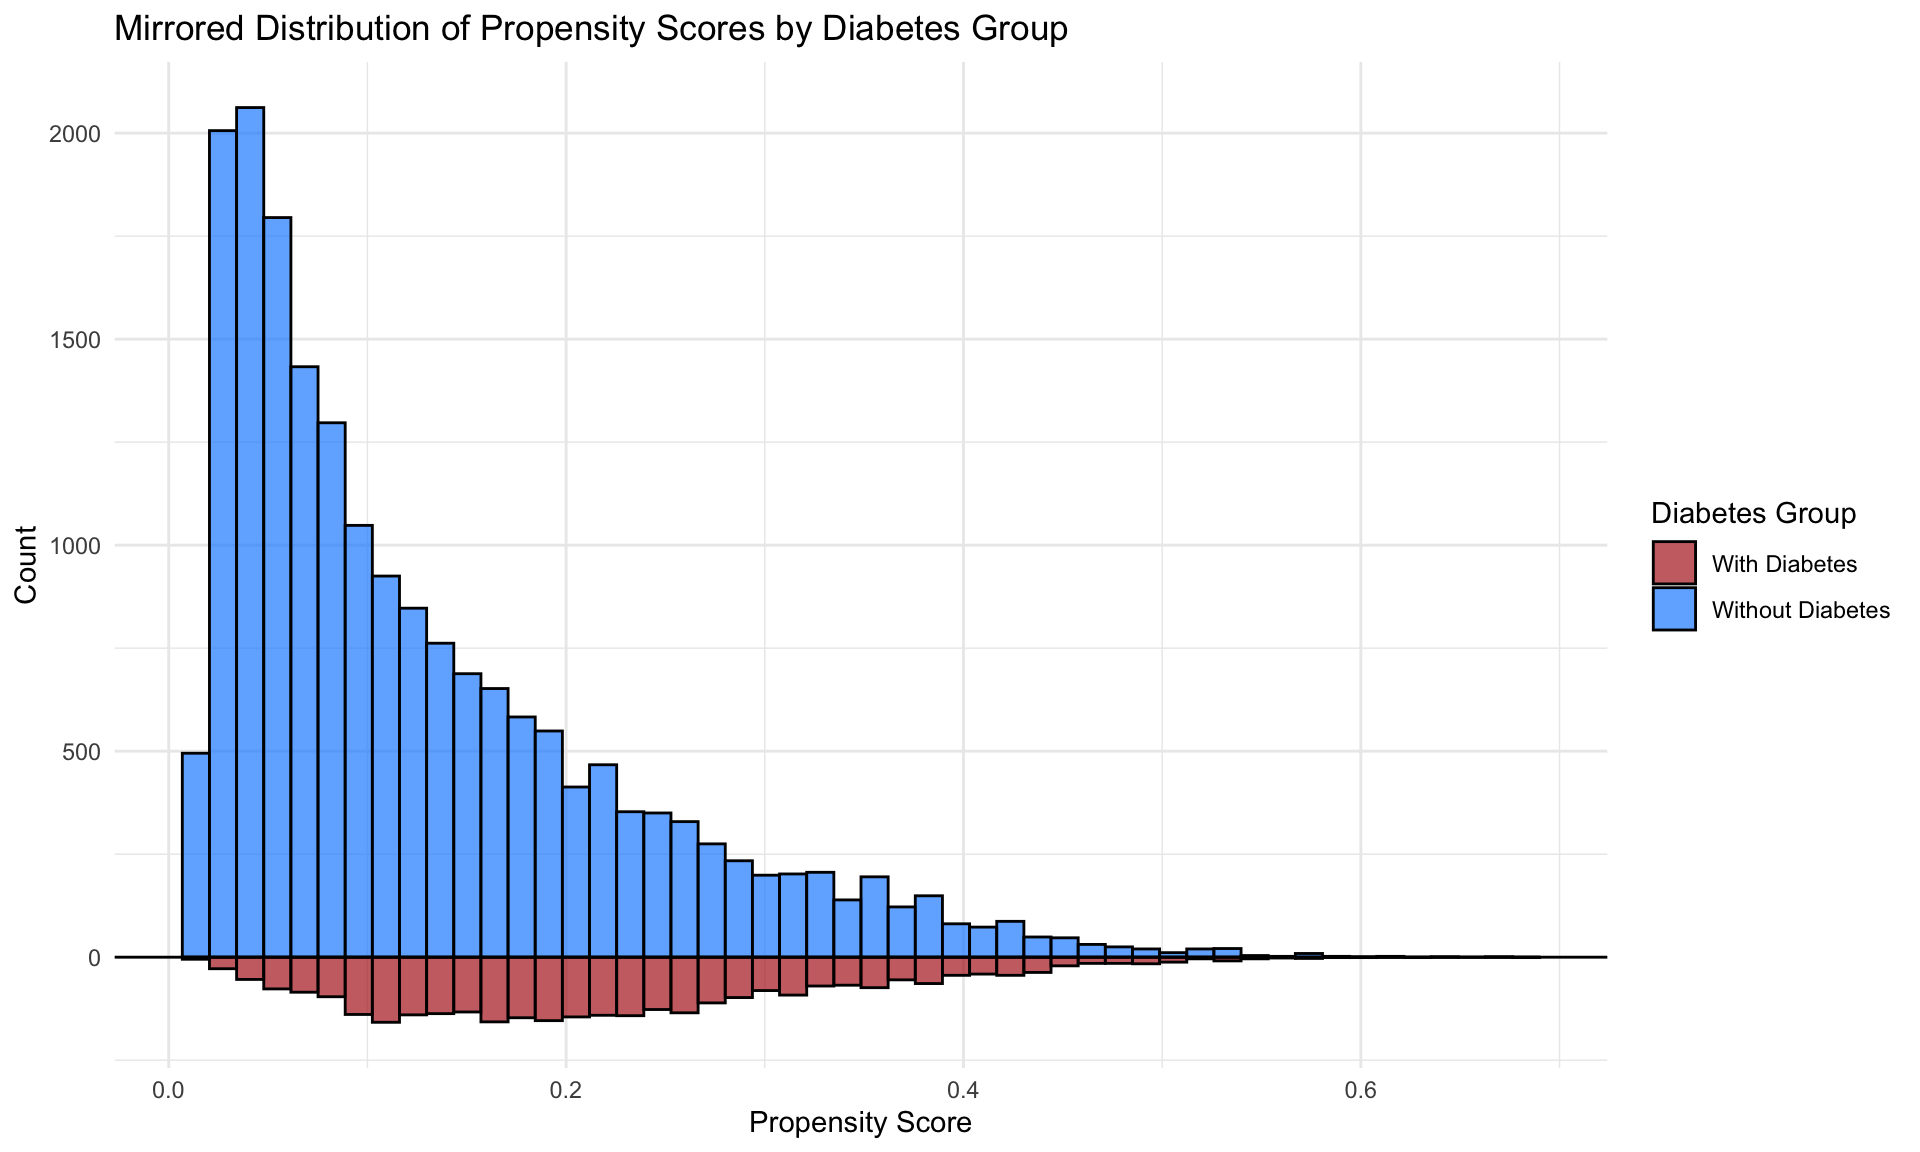 Mirrored Distribution of Propensity Scores by Diabetes Group
2000
1500
1000
500
0
Count
0.0
0.2
0.4
0.6
Propensity Score
Diabetes Group
With Diabetes
Without Diabetes